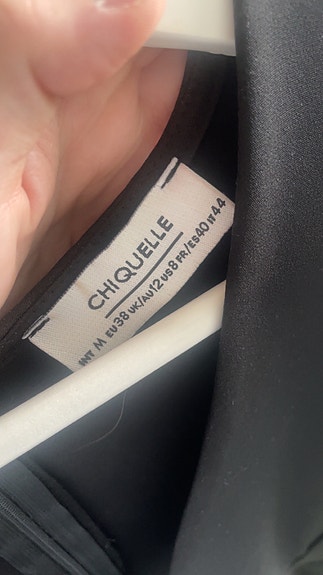 CHIQUELLE
INT M EU38 UK/AU12 US8 FR/ES40 IT44